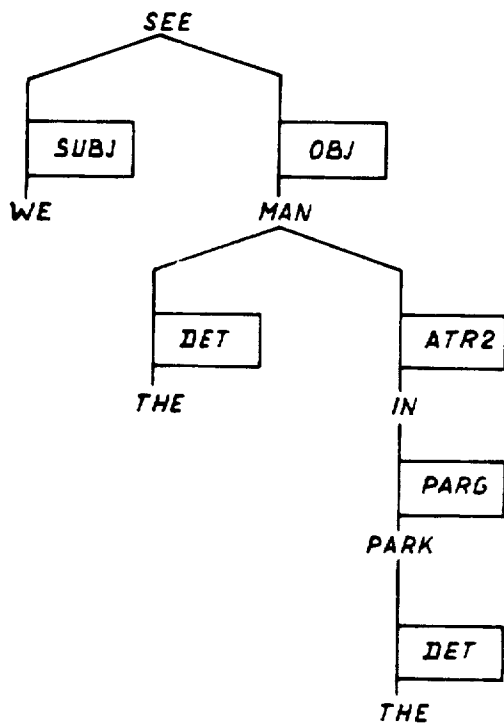 SEE
SUBJ OBJ
WE MAN
DET ATR2
THE IN
PARG
PARK
DET
THE